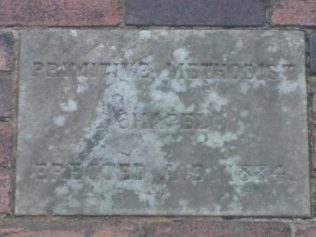 PRIMITIVE METHODIST
CHAPEL
ERECTED A.D. 1884.